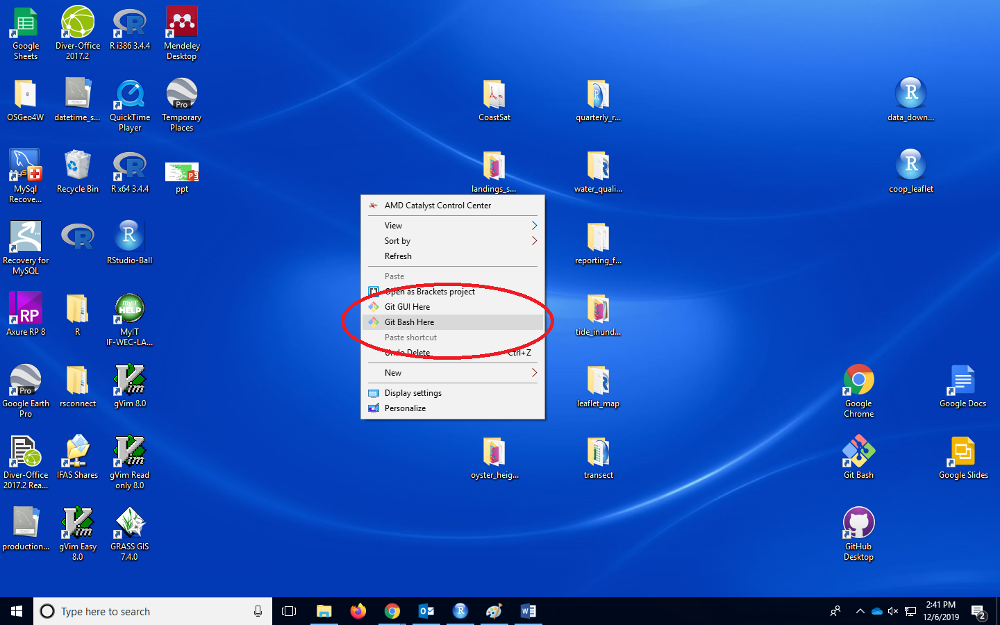 Google
Sheets
Diver-Office
2017.2
R i386 3.4.4
Mendeley
Desktop
OSGeo4W
datetime_s...
QuickTime
Player
Pro
Temporary
Places
CoastSat
quarterly_r...
R
data_down...
MySql
Recove...
Recycle Bin
R x64 3.4.4
ppt
landings_s...
water_quali...
R
coop_leaflet
Recovery for
MySQL
R
RStudio-Ball
reporting_f...
RP
Axure RP 8
R
myIT
HELP
MyIT
IF-WEC-LA...
tide_inund...
Pro
Google Earth
Pro
rsconnect
gVim 8.0
leaflet_map
Google
Chrome
Google Docs
Diver-Office
2017.2 Rea...
IFAS Shares
gVim Read
only 8.0
oyster_heig...
transect
Git Bash
Google Slides
production...
gVim Easy
8.0
GRASS GIS
7.4.0
GitHub
Desktop
AMD Catalyst Control Center
View
Sort by
Refresh
Paste
Open as Brackets project
Git GUI Here
Git Bash Here
Paste shortcut
Undo Delete Ctrl+Z
New
Display settings
Personalize
Type here to search
2:41 PM
12/6/2019
2